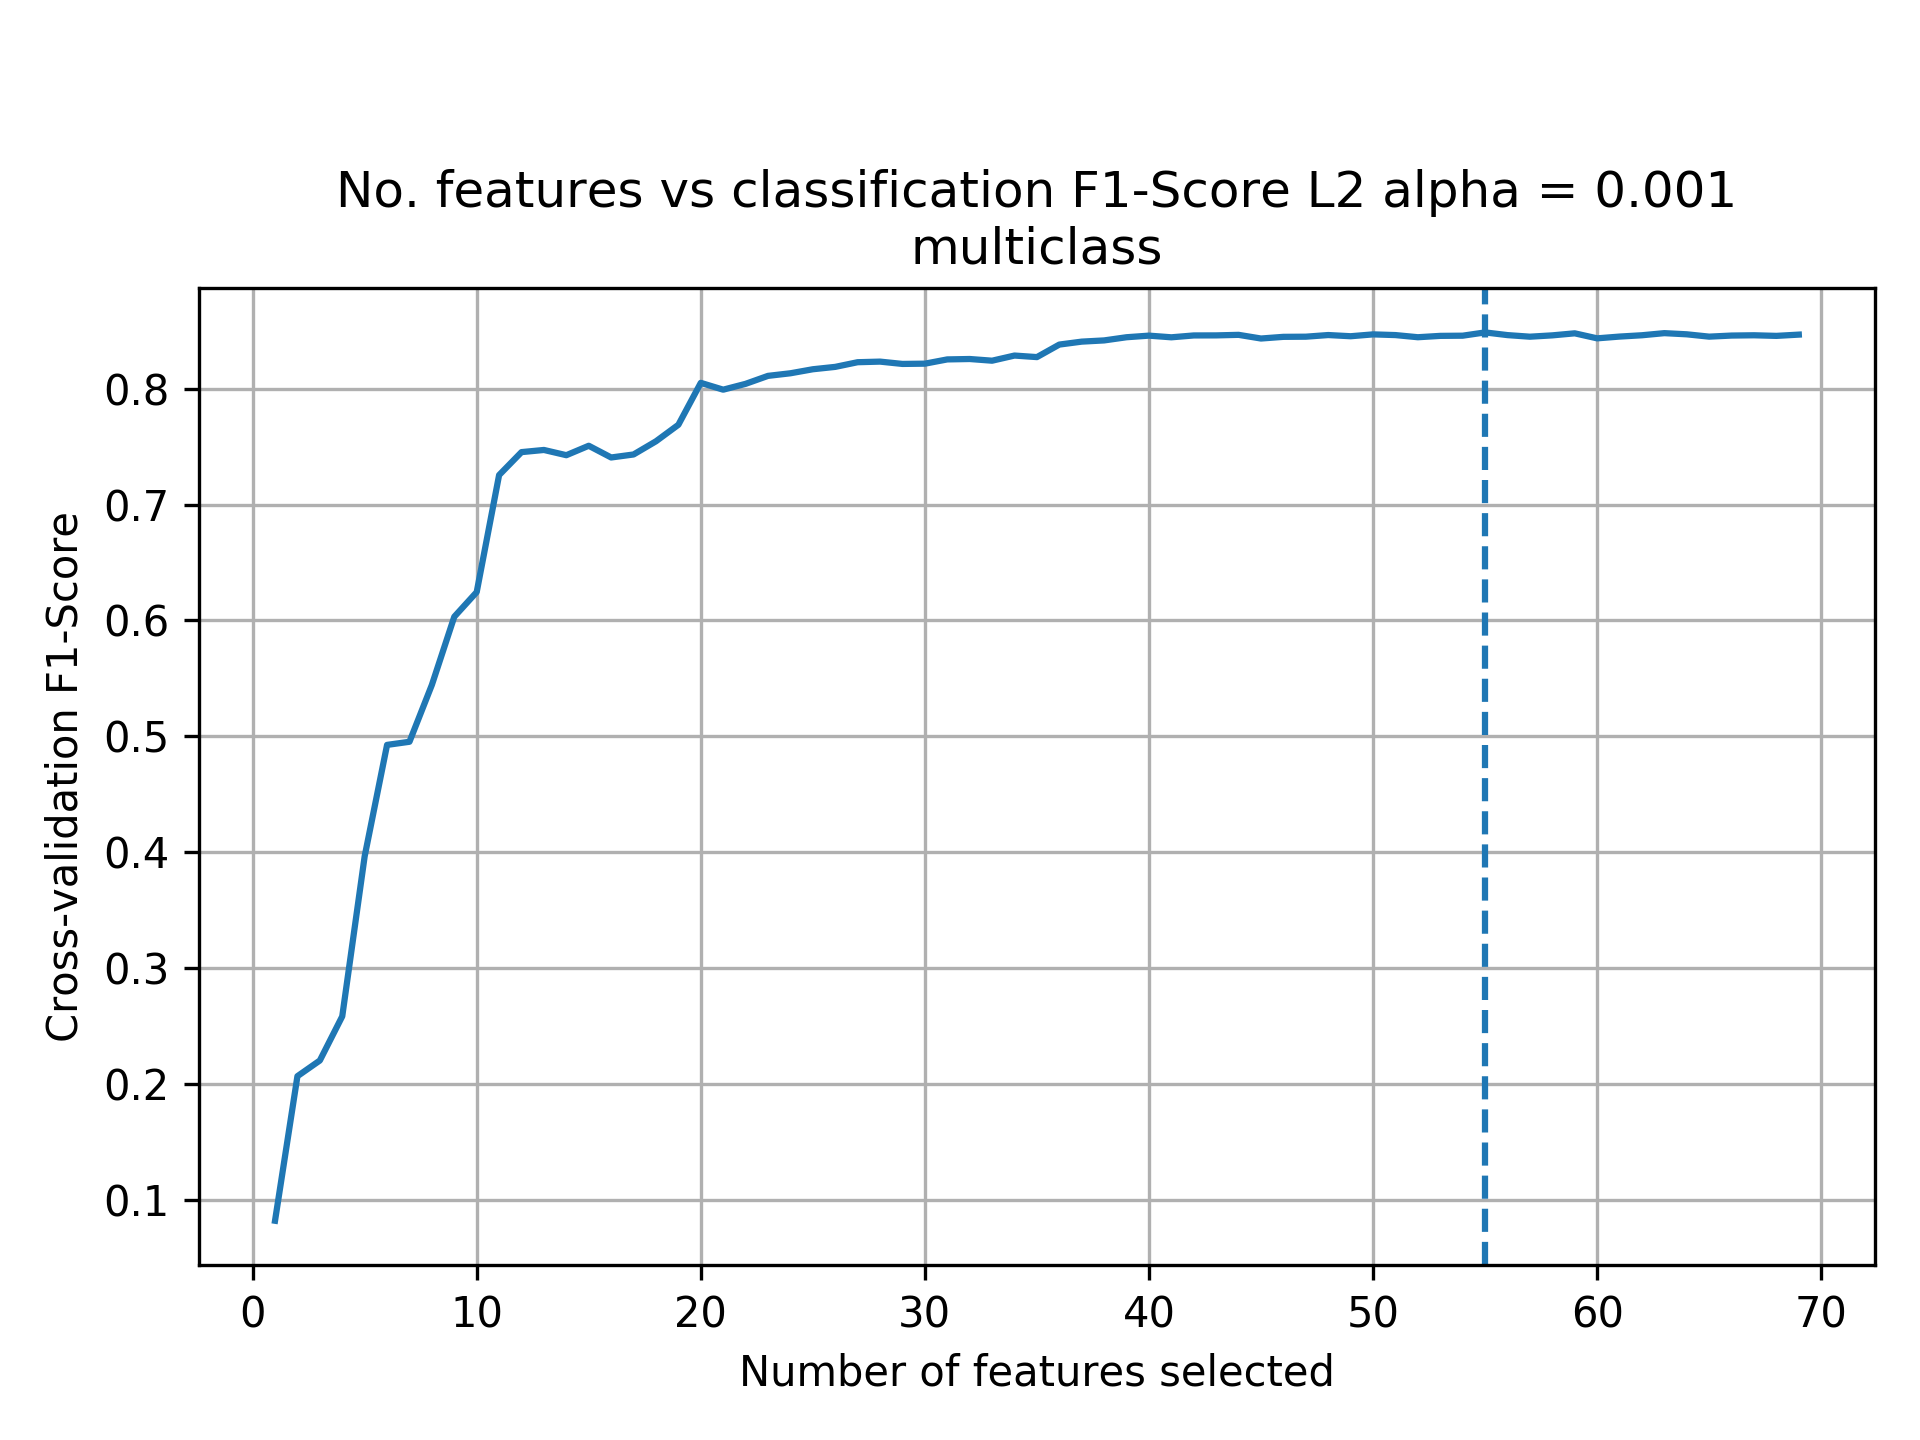 No. features vs classification F1-Score L2 alpha = 0.001
multiclass
Cross-validation F1-Score
0.8
0.7
0.6
0.5
0.4
0.3
0.2
0.1
0 10 20 30 40 50 60 70
Number of features selected